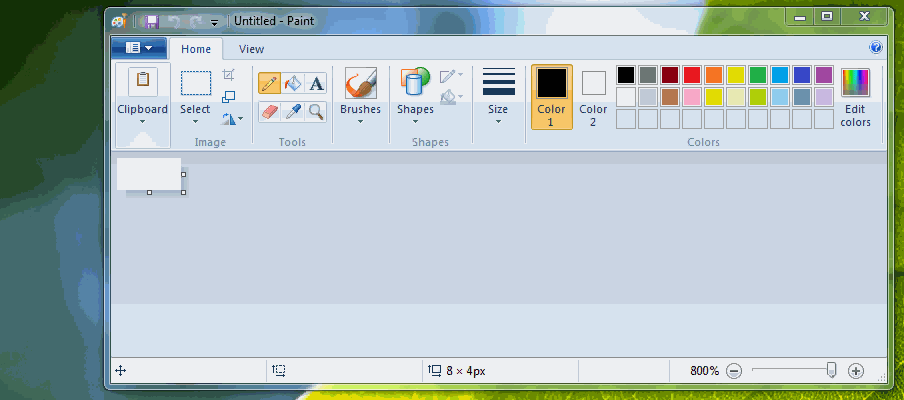 Untitled - Paint
Home View
Clipboard
Select
Image
A
Tools
Brushes
Shapes
Shapes
Size
Color 1
Color 2
Edit colors
Colors
8 × 4px
800%